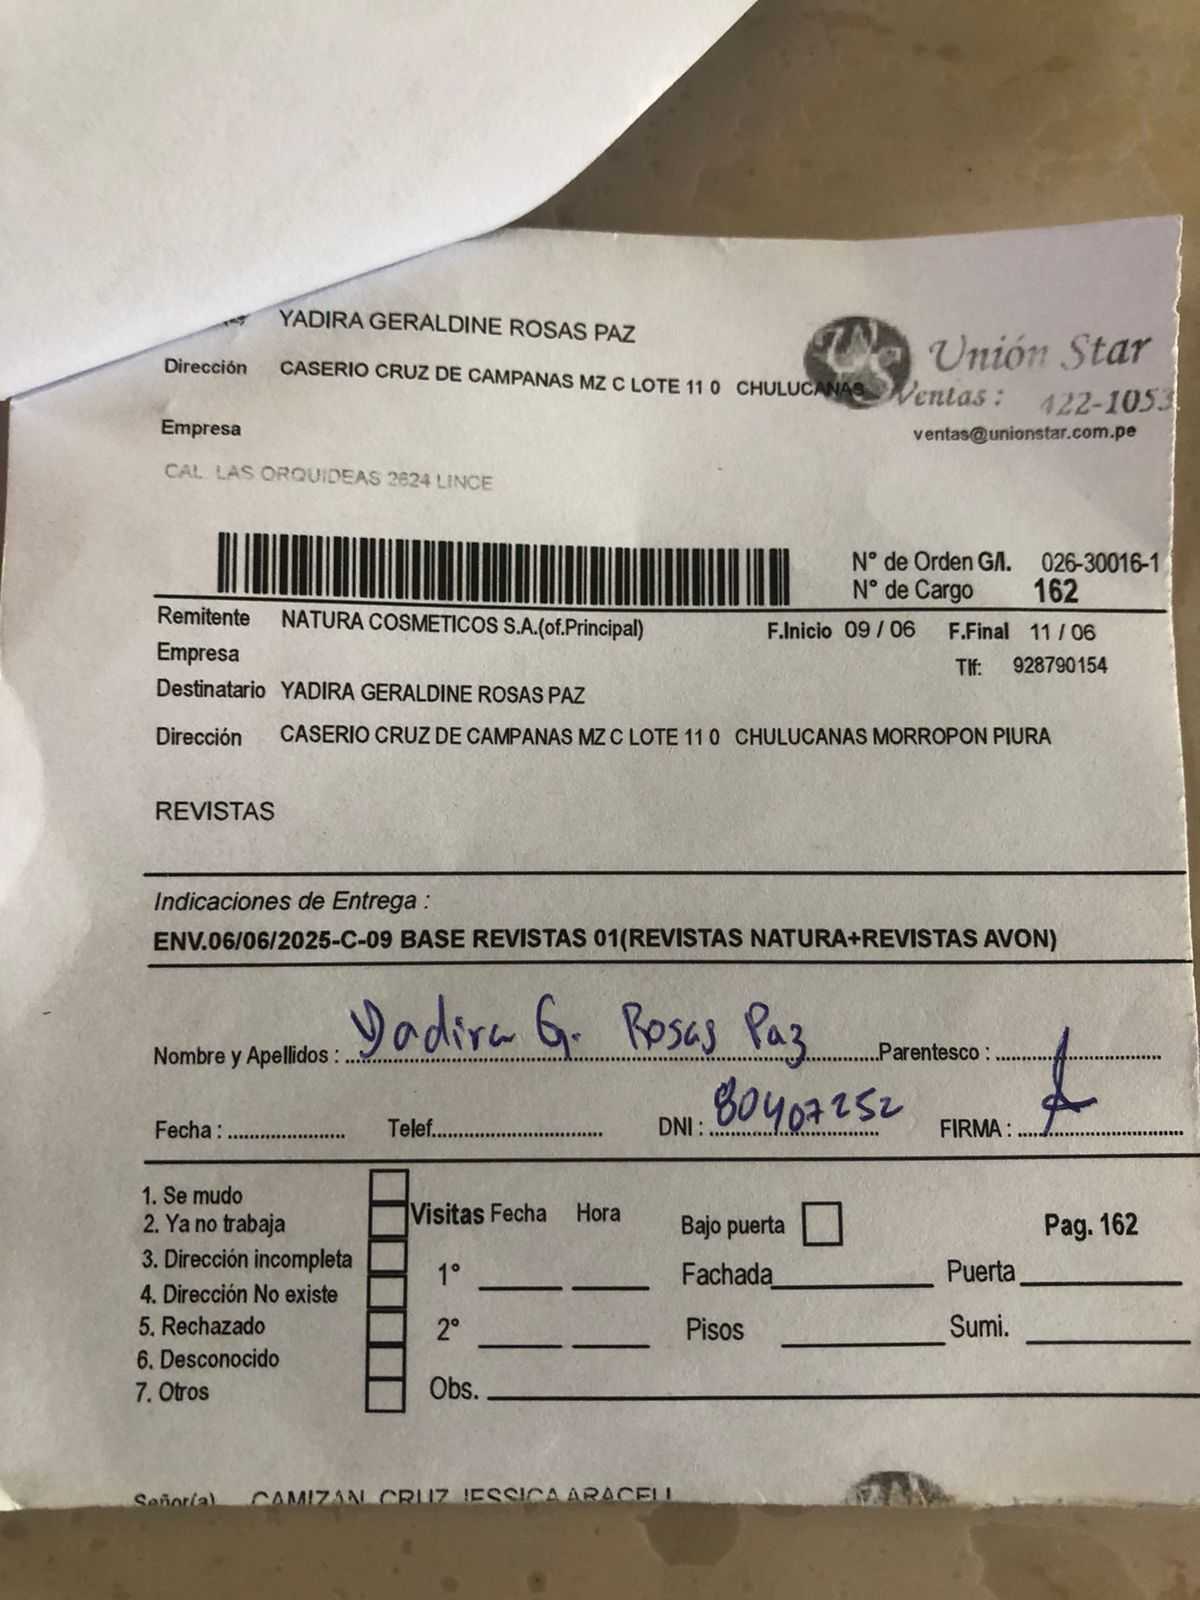 YADIRA GERALDINE ROSAS PAZ
Dirección CASERIO CRUZ DE CAMPANAS MZ C LOTE 11 0 CHULUCANAS
Unión Star
Ventas : 422-1053
ventas@unionstar.com.pe
Empresa
CAL. LAS ORQUIDEAS 2624 LINCE
N° de Orden G/I. 026-30016-1
N° de Cargo 162
Remitente NATURA COSMETICOS S.A.(of.Principal) F.Inicio 09 / 06 F.Final 11 / 06
Empresa Tlf: 928790154
Destinatario YADIRA GERALDINE ROSAS PAZ
Dirección CASERIO CRUZ DE CAMPANAS MZ C LOTE 11 0 CHULUCANAS MORROPON PIURA
REVISTAS
Indicaciones de Entrega :
ENV.06/06/2025-C-09 BASE REVISTAS 01(REVISTAS NATURA+REVISTAS AVON)
Nombre y Apellidos : Yadira G. Rosas Paz Parentesco :
Fecha : Telef. DNI : 80407252 FIRMA :
1. Se mudo
2. Ya no trabaja
3. Dirección incompleta
4. Dirección No existe
5. Rechazado
6. Desconocido
7. Otros
Visitas Fecha Hora
1°
2°
Obs.
Bajo puerta
Fachada
Pisos
Pag. 162
Puerta
Sumi.
Señor(a) CAMIZAN CRUZ JESSICA ARACELI